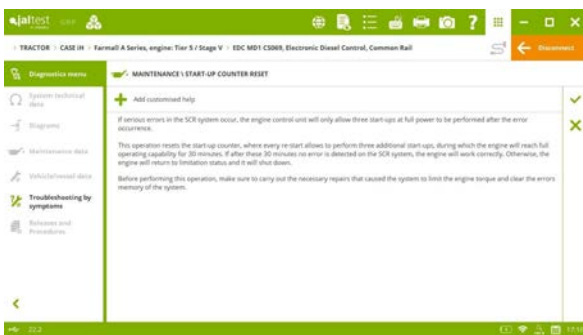 jaltest
?
TRACTOR › CASE IH › Farmall A Series, engine: Tier 5 / Stage V › EDC MD1 CS069, Electronic Diesel Control, Common Rail
Disconnect
Diagnostics menu
MAINTENANCE \ START-UP COUNTER RESET
System technical data
Add customised help
If serious errors in the SCR system occur, the engine control unit will only allow three start-ups at full power to be performed after the error
occurrence.
Diagrams
This operation resets the start-up counter, where every re-start allows to perform three additional start-ups, during which the engine will reach full
operating capability for 30 minutes. If after these 30 minutes no error is detected on the SCR system, the engine will work correctly. Otherwise, the
engine will return to limitation status and it will shut down.
Maintenance data
Before performing this operation, make sure to carry out the necessary repairs that caused the system to limit the engine torque and clear the errors
memory of the system.
Vehicle/vessel data
Troubleshooting by
symptoms
Releases and
Procedures
22.2